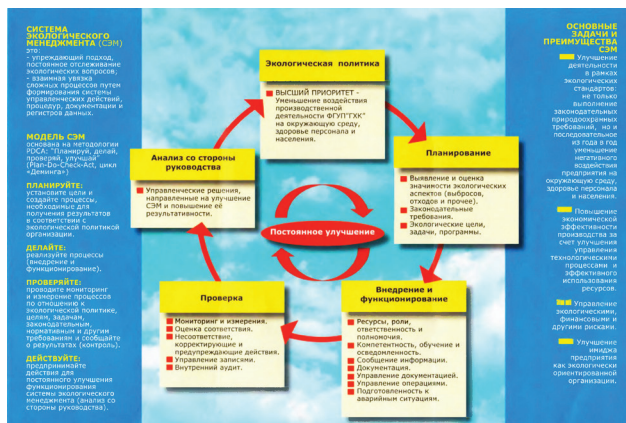 СИСТЕМА
ЭКОЛОГИЧЕСКОГО
МЕНЕДЖМЕНТА (СЭМ)
это:
- упреждающий подход,
постоянное отслеживание
экологических вопросов,
- взаимная увязка
сложных процессов путем
формирования системы
управленческих действий,
процедур, документации и
регистров данных.
МОДЕЛЬ СЭМ
основана на методологии
PDCA: "Планируй, делай,
проверяй, улучшай"
(Plan-Do-Check-Act, цикл
«Деминга»)
ПЛАНИРУЙТЕ:
установите цели и
создайте процессы,
необходимые для
получения результатов
в соответствии с
экологической политикой
организации.
ДЕЛАЙТЕ:
реализуйте процессы
(внедрение и
функционирование).
ПРОВЕРЯЙТЕ:
проводите мониторинг
и измерение процессов
по отношению к
экологической политике,
целям, задачам,
законодательным,
нормативным и другим
требованиям и сообщайте
о результатах (контроль).
ДЕЙСТВУЙТЕ:
предпринимайте
действия для
постоянного улучшения
функционирования
системы экологического
менеджмента (анализ со
стороны руководства).
Экологическая политика
ВЫСШИЙ ПРИОРИТЕТ -
Уменьшение воздействия
производственной
деятельности ФГУП"ГХК"
на окружающую среду,
здоровье персонала и
населения.
Планирование
Выявление и оценка
значимости экологических
аспектов (выбросов,
отходов и прочее).
Законодательные
требования.
Экологические цели,
задачи, программы.
Внедрение и
функционирование
Ресурсы, роли,
ответственность и
полномочия.
Компетентность, обучение и
осведомленность.
Сообщение информации.
Документация.
Управление документацией.
Управление операциями.
Подготовленность к
аварийным ситуациям.
Проверка
Мониторинг и измерения.
Оценка соответствия.
Несоответствие,
корректирующие и
предупреждающие действия.
Управление записями.
Внутренний аудит.
Анализ со стороны
руководства
Управленческие решения,
направленные на улучшение
СЭМ и повышение её
результативности.
Постоянное улучшение
ОСНОВНЫЕ
ЗАДАЧИ И
ПРЕИМУЩЕСТВА
СЭМ
Улучшение
деятельности
в рамках
экологических
стандартов:
не только
выполнение
законодательных
природоохранных
требований, но и
последовательное
из года в год
уменьшение
негативного
воздействия
предприятия на
окружающую среду,
здоровье персонала
и населения.
Повышение
экономической
эффективности
производства за
счет улучшения
управления
технологическими
процессами и
эффективного
использования
ресурсов.
Управление
экологическими,
финансовыми и
другими рисками.
Улучшение
имиджа
предприятия
как экологически
ориентированной
организации.